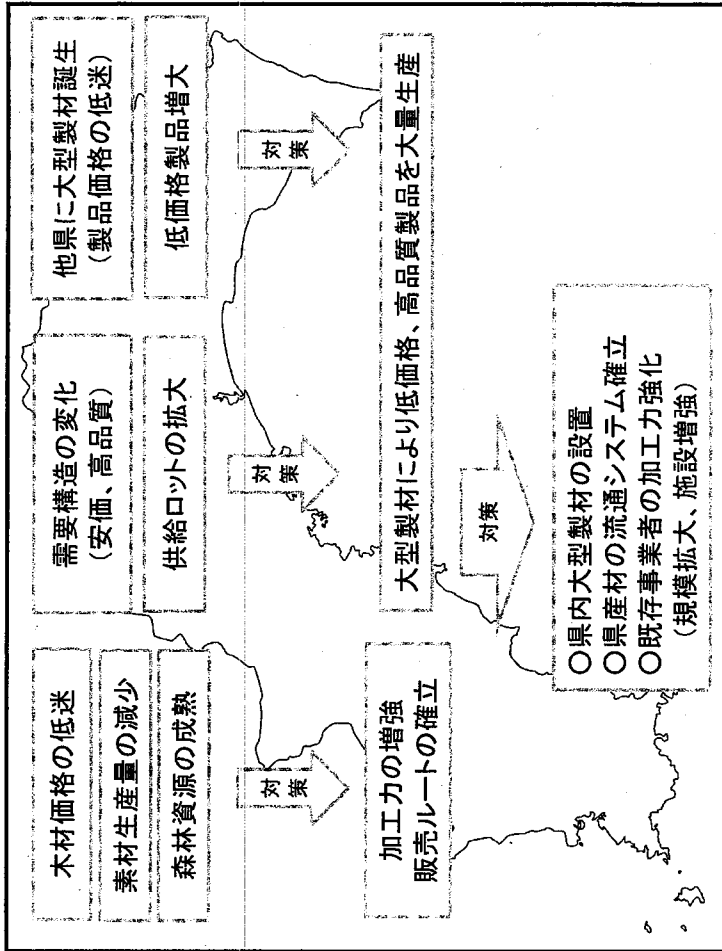 木材価格の低迷
素材生産量の減少
森林資源の成熟
需要構造の変化
(安価、高品質)
供給ロットの拡大
他県に大型製材誕生
(製品価格の低迷)
低価格製品増大
対策
対策
対策
加工力の増強
販売ルートの確立
大型製材により低価格、高品質製品を大量生産
対策
○県内大型製材の設置
○県産材の流通システム確立
○既存事業者の加工力強化
(規模拡大、施設増強)